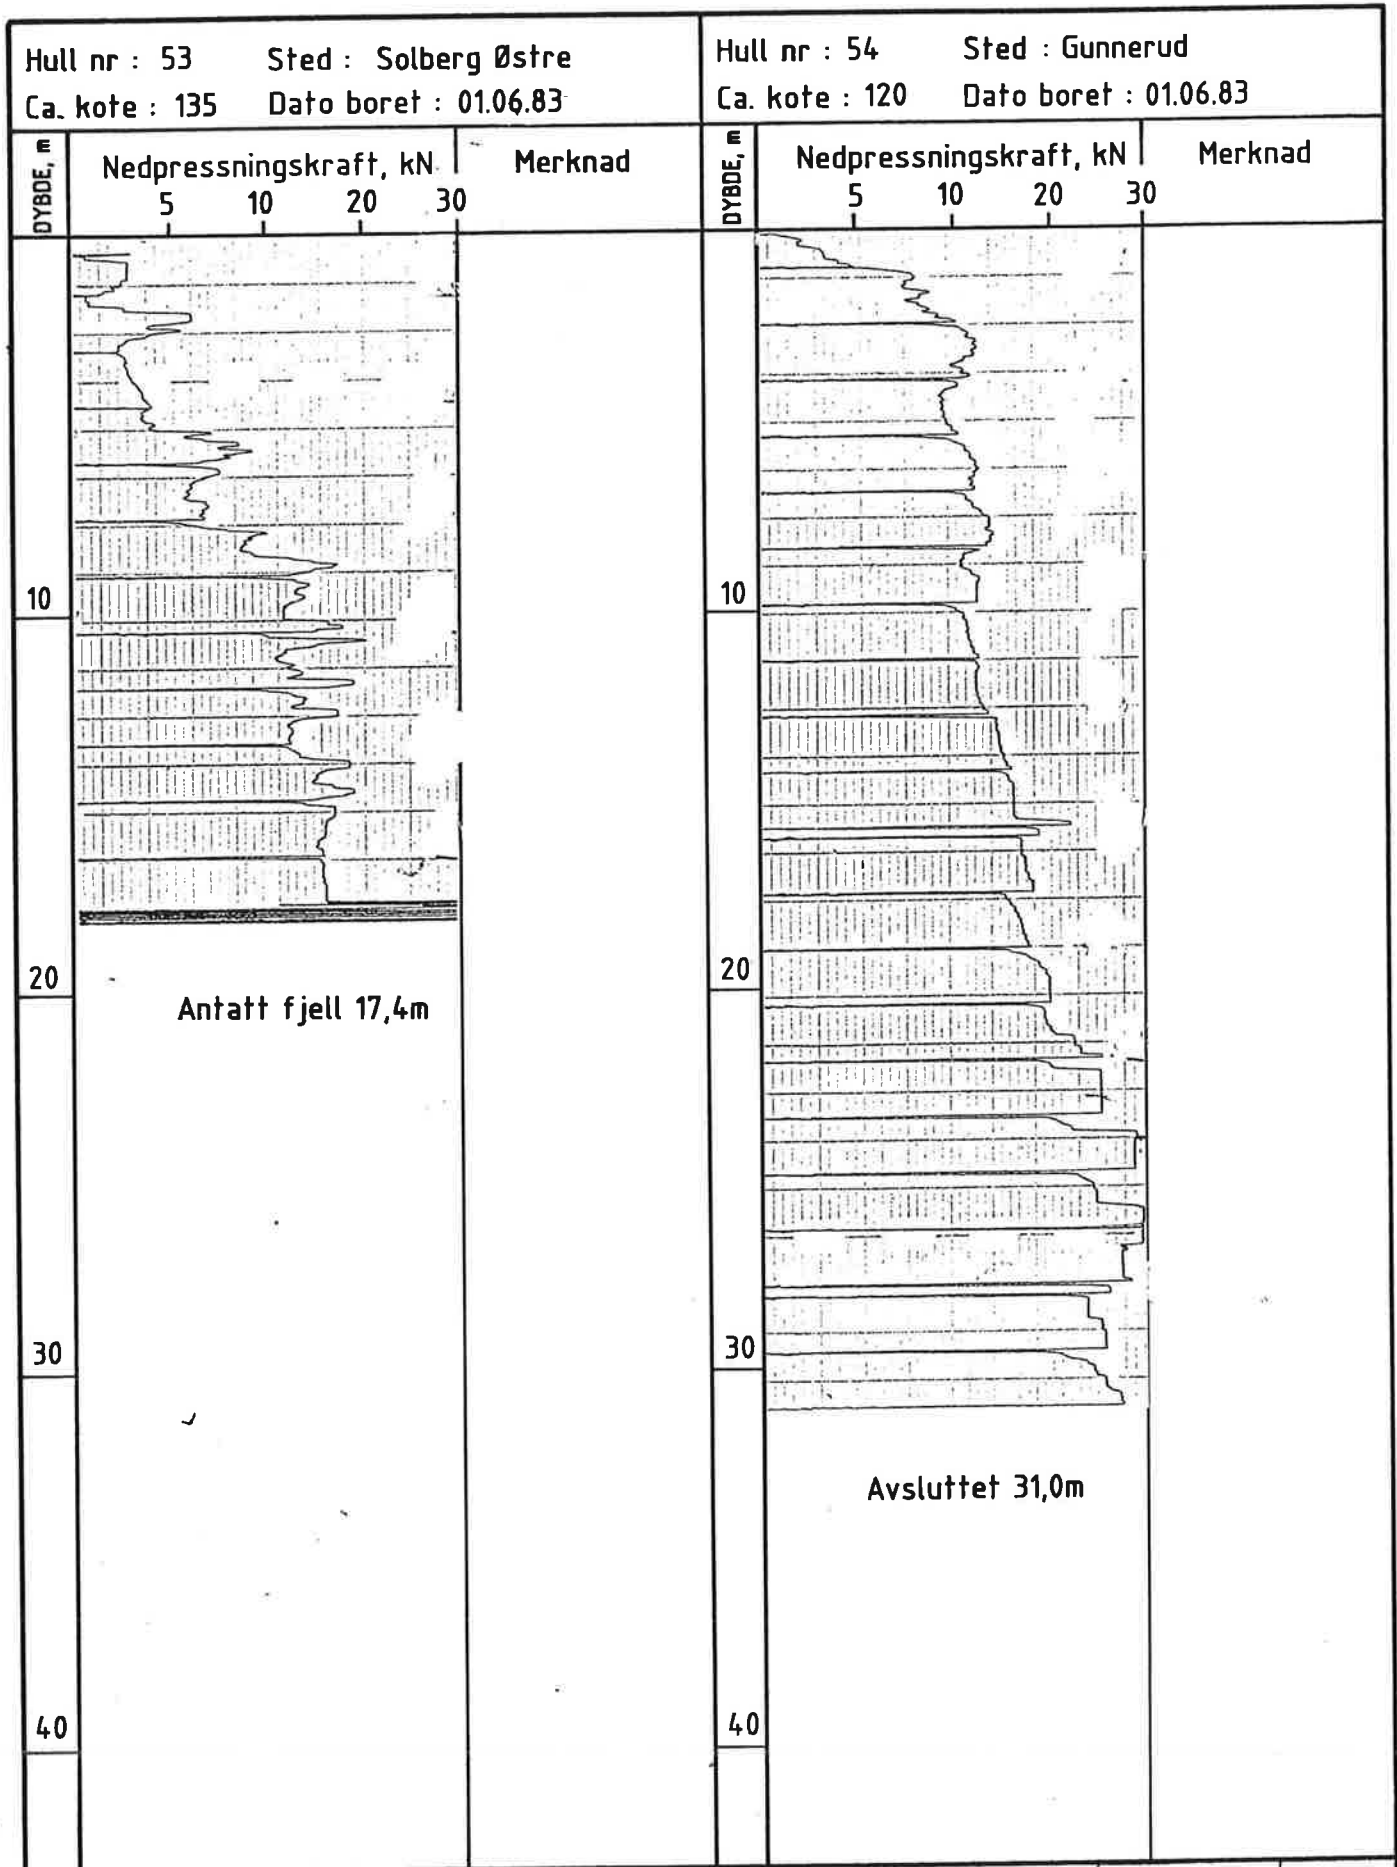 Hull nr : 53 Sted : Solberg Østre
Ca. kote : 135 Dato boret : 01.06.83
DYBDE, m
Nedpressningskraft, kN
Merknad
5 10 20 30
10
20
Antatt fjell 17,4m
30
40
Hull nr : 54 Sted : Gunnerud
Ca. kote : 120 Dato boret : 01.06.83
DYBDE, m
Nedpressningskraft, kN
Merknad
5 10 20 30
10
20
30
Avsluttet 31,0m
40